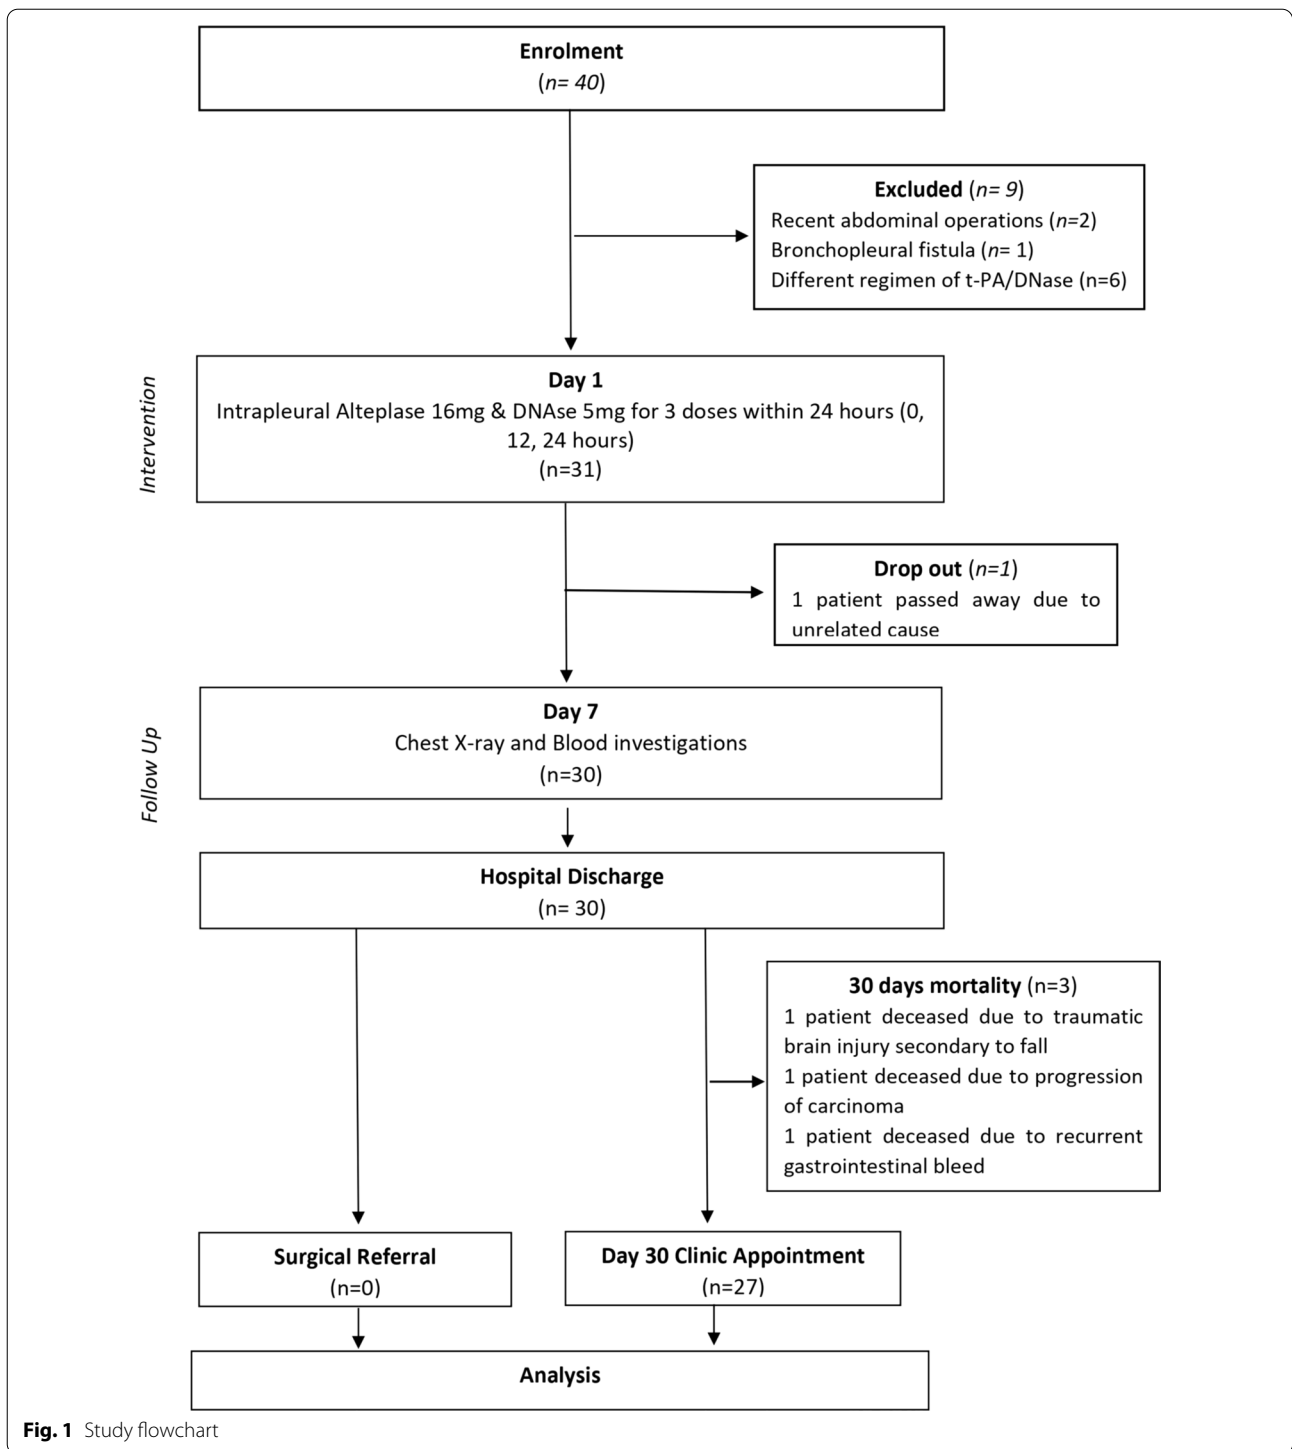 Enrolment
(n= 40)
Excluded (n= 9)
Recent abdominal operations (n=2)
Bronchopleural fistula (n= 1)
Different regimen of t-PA/DNase (n=6)
Intervention
Day 1
Intrapleural Alteplase 16mg & DNAse 5mg for 3 doses within 24 hours (0,
12, 24 hours)
(n=31)
Drop out (n=1)
1 patient passed away due to
unrelated cause
Follow Up
Day 7
Chest X-ray and Blood investigations
(n=30)
Hospital Discharge
(n= 30)
30 days mortality (n=3)
1 patient deceased due to traumatic
brain injury secondary to fall
1 patient deceased due to progression
of carcinoma
1 patient deceased due to recurrent
gastrointestinal bleed
Surgical Referral
(n=0)
Day 30 Clinic Appointment
(n=27)
Analysis
Fig. 1 Study flowchart